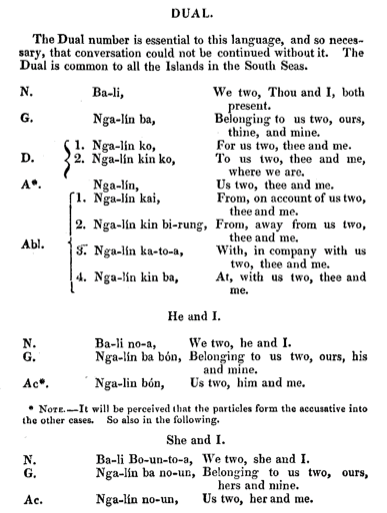 DUAL.
The Dual number is essential to this language, and so neces-
sary, that conversation could not be continued without it. The
Dual is common to all the Islands in the South Seas.
N. Ba-li, We two, Thou and I, both
present.
G. Nga-lín ba, Belonging to us two, ours,
thine, and mine.
D. 1. Nga-lín ko, For us two, thee and me.
2. Nga-lín kin ko, To us two, thee and me,
where we are.
A*. Nga-lín, Us two, thee and me.
Abl. 1. Nga-lín kai, From, on account of us two,
thee and me.
2. Nga-lín kin bi-rung, From, away from us two,
thee and me.
3. Nga-lín ka-to-a, With, in company with us
two, thee and me.
4. Nga-lín kin ba, At, with us two, thee and
me.
He and I.
N. Ba-li no-a, We two, he and I.
G. Nga-lín ba bón, Belonging to us two, ours, his
and mine.
Ac*. Nga-lin bón, Us two, him and me.
* NOTE.—It will be perceived that the particles form the accusative into
the other cases. So also in the following.
She and I.
N. Ba-li Bo-un-to-a, We two, she and I.
G. Nga-lín ba no-un, Belonging to us two, ours,
hers and mine.
Ac. Nga-lín no-un, Us two, her and me.